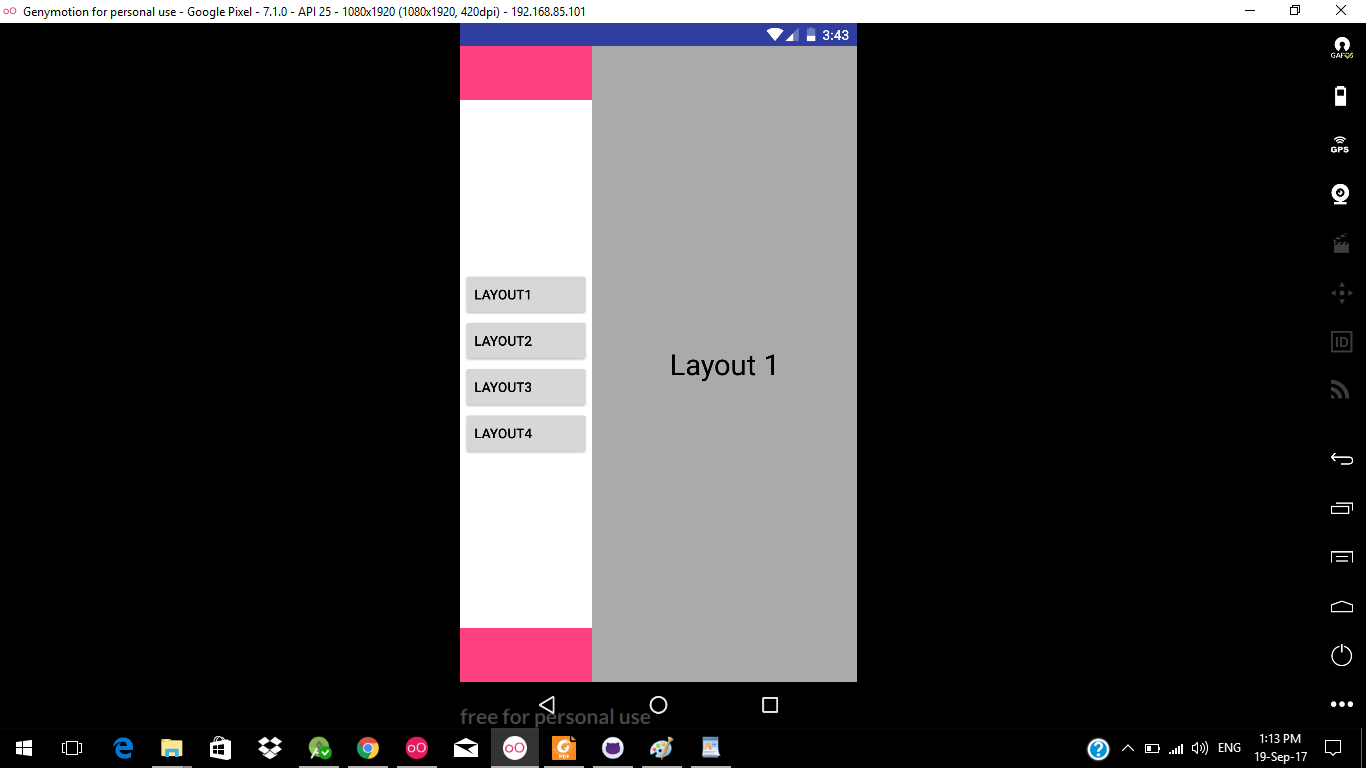 Genymotion for personal use - Google Pixel - 7.1.0 - API 25 - 1080x1920 (1080x1920, 420dpi) - 192.168.85.101
3:43
GAPPS
GPS
ID
LAYOUT1
LAYOUT2
LAYOUT3
LAYOUT4
Layout 1
free for personal use
PDF
ENG
1:13 PM
19-Sep-17